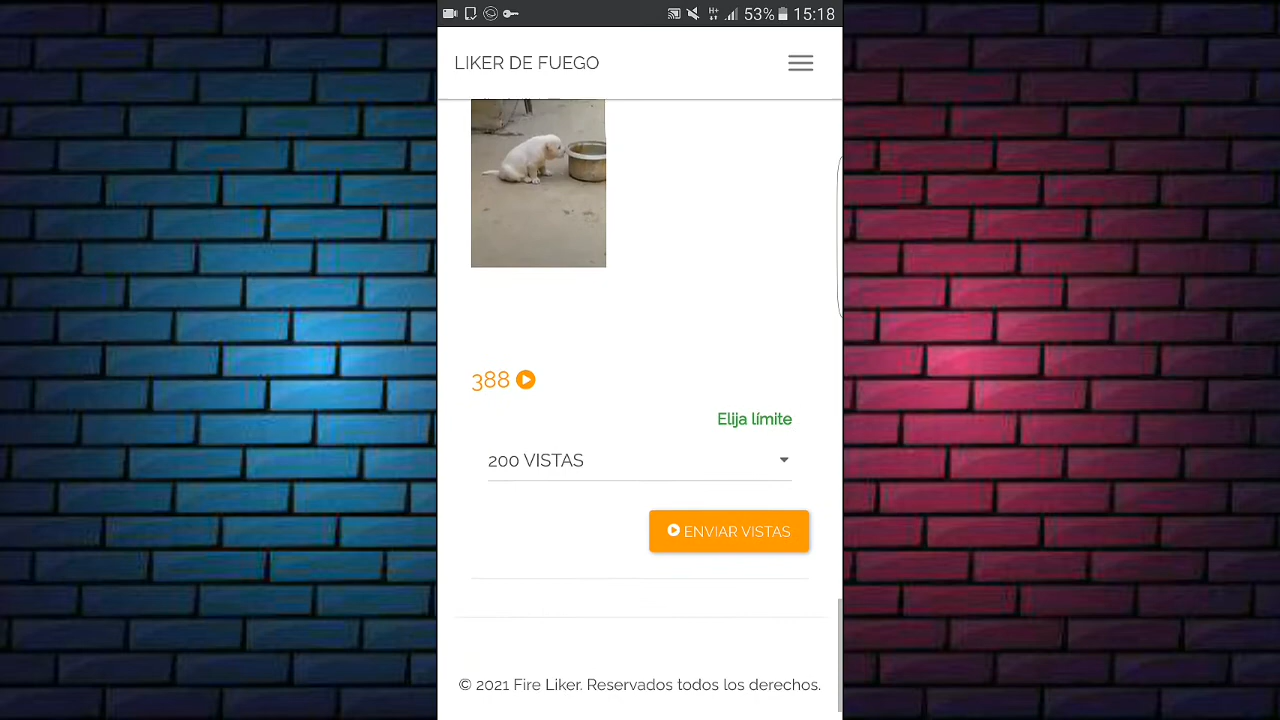 53% 15:18
LIKER DE FUEGO
388
Elija límite
200 VISTAS
ENVIAR VISTAS
© 2021 Fire Liker. Reservados todos los derechos.